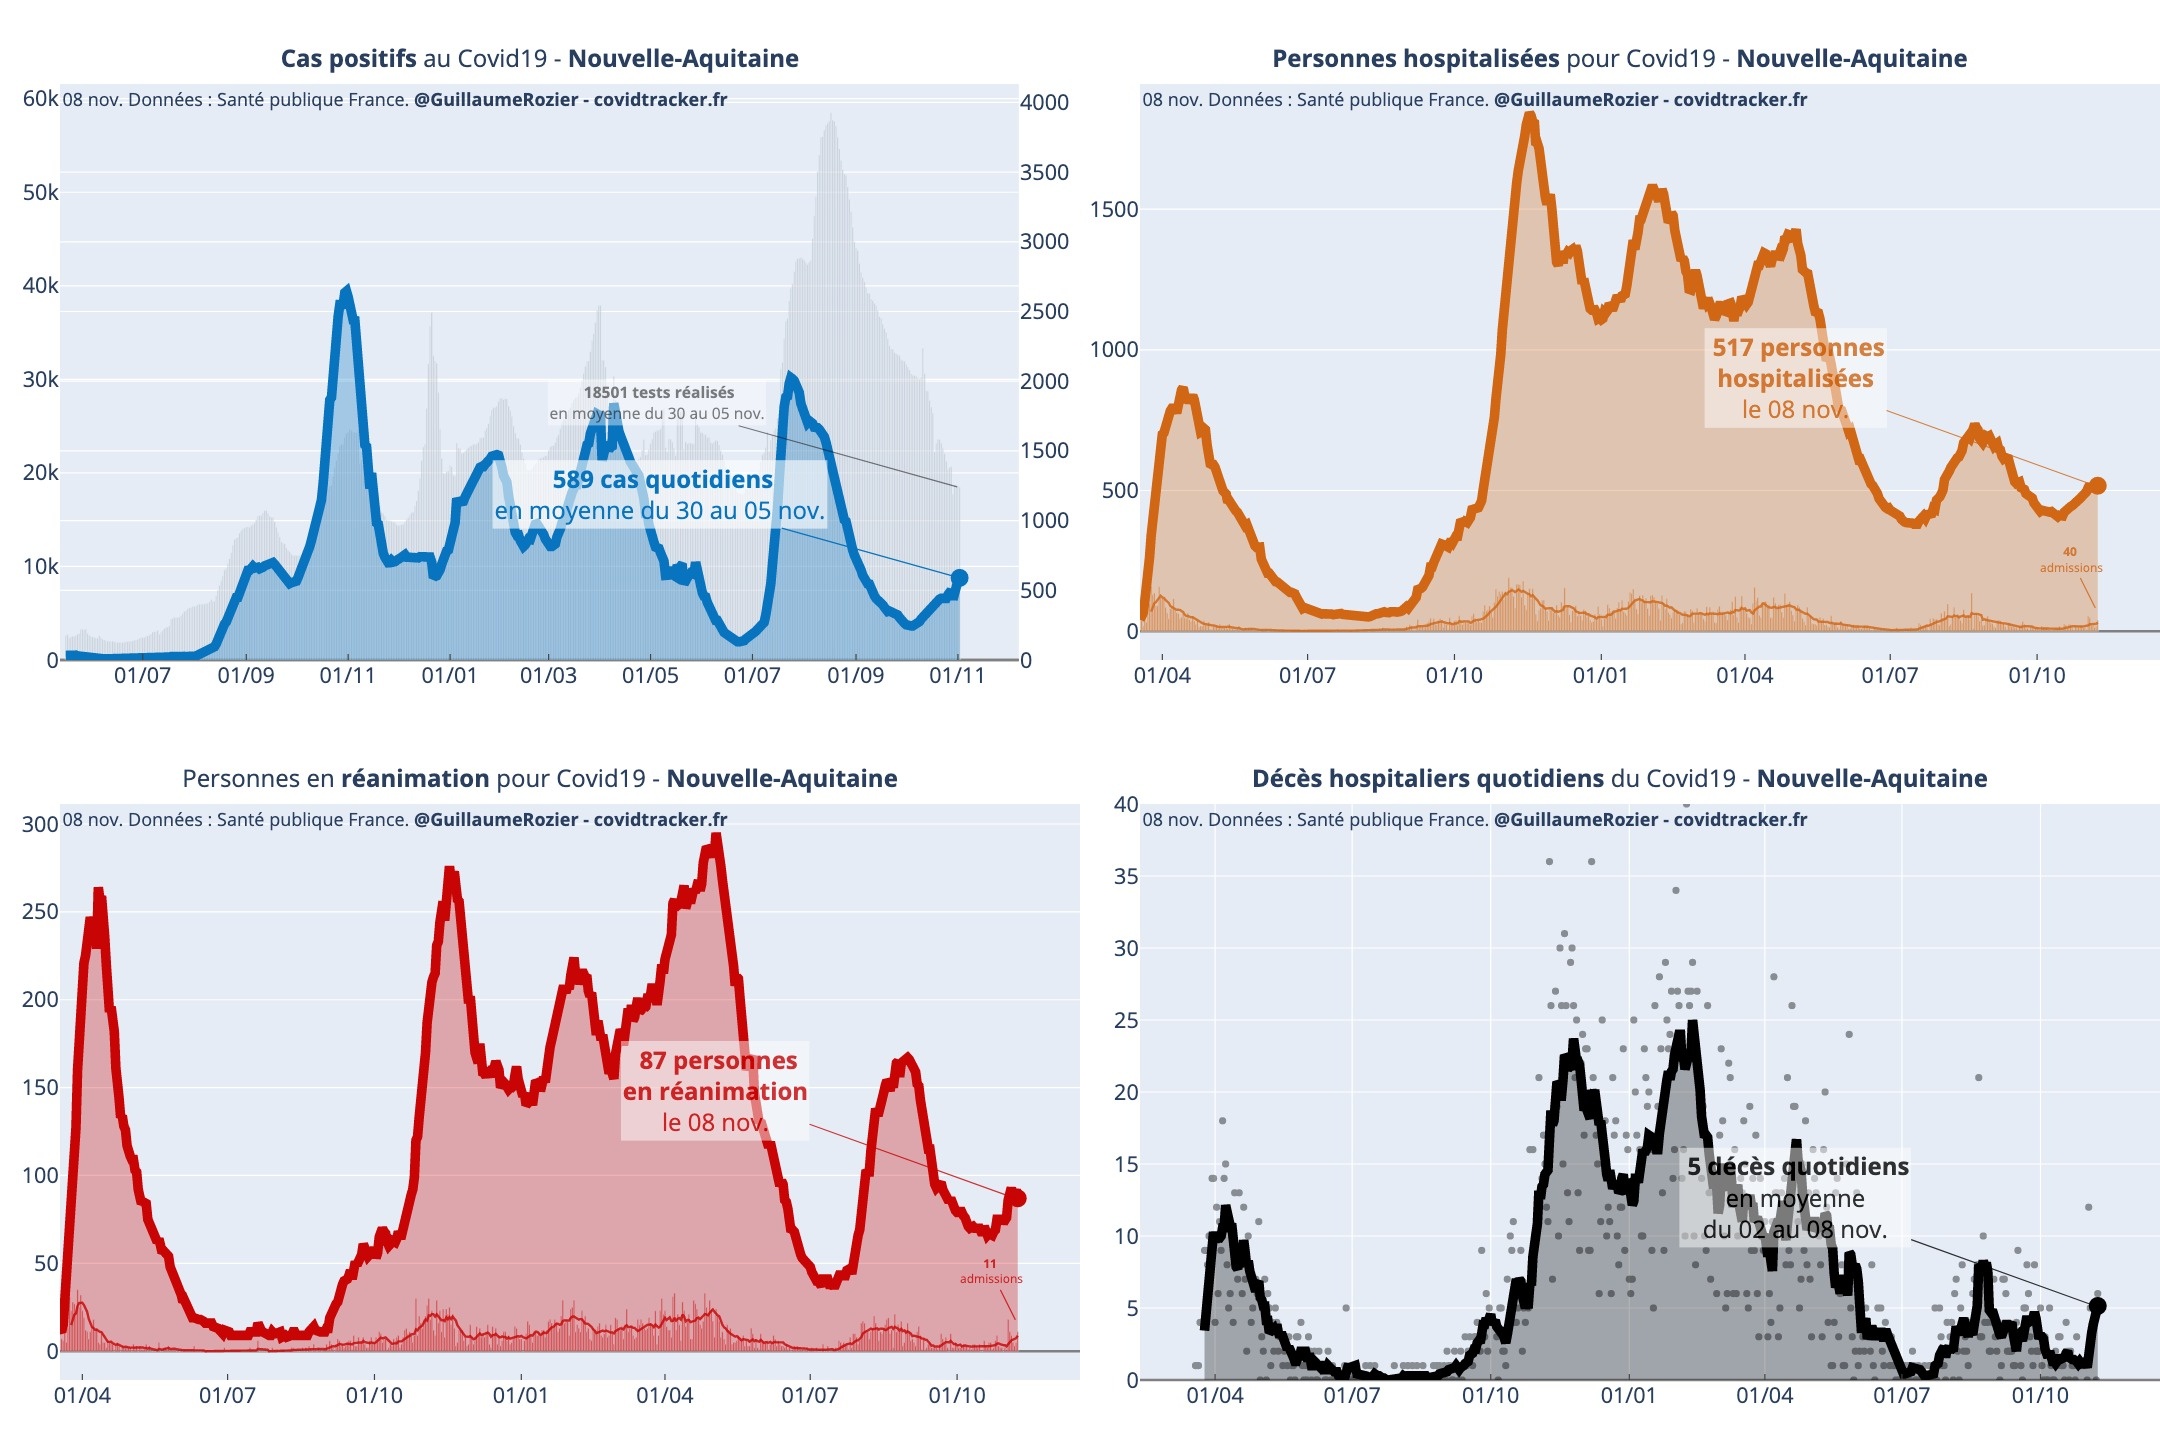 Cas positifs au Covid19 - Nouvelle-Aquitaine
08 nov. Données : Santé publique France. @GuillaumeRozier - covidtracker.fr
60k
50k
40k
30k
20k
10k
0
4000
3500
3000
2500
2000
1500
1000
500
0
18501 tests réalisés
en moyenne du 30 au 05 nov.
589 cas quotidiens
en moyenne du 30 au 05 nov.
01/07 01/09 01/11 01/01 01/03 01/05 01/07 01/09 01/11
Personnes hospitalisées pour Covid19 - Nouvelle-Aquitaine
08 nov. Données : Santé publique France. @GuillaumeRozier - covidtracker.fr
1500
1000
500
0
517 personnes
hospitalisées
le 08 nov.
40
admissions
01/04 01/07 01/10 01/01 01/04 01/07 01/10
Personnes en réanimation pour Covid19 - Nouvelle-Aquitaine
08 nov. Données : Santé publique France. @GuillaumeRozier - covidtracker.fr
300
250
200
150
100
50
0
87 personnes
en réanimation
le 08 nov.
11
admissions
01/04 01/07 01/10 01/01 01/04 01/07 01/10
Décès hospitaliers quotidiens du Covid19 - Nouvelle-Aquitaine
08 nov. Données : Santé publique France. @GuillaumeRozier - covidtracker.fr
40
35
30
25
20
15
10
5
0
5 décès quotidiens
en moyenne
du 02 au 08 nov.
01/04 01/07 01/10 01/01 01/04 01/07 01/10